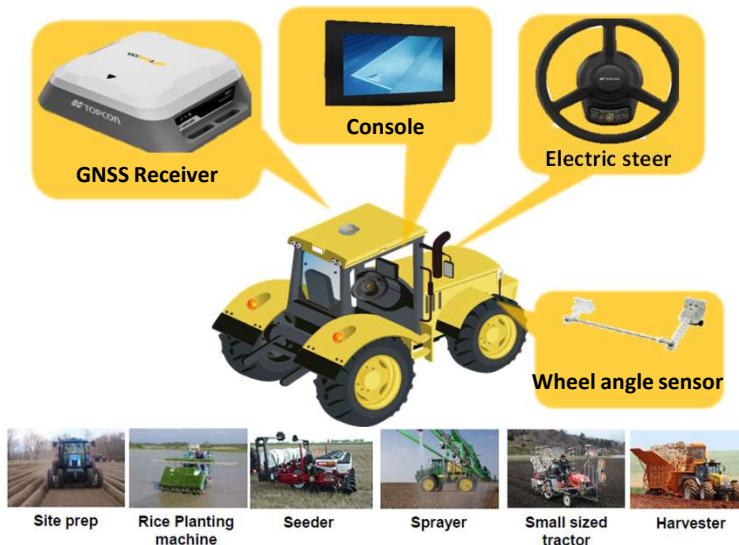 TOPCON
GNSS Receiver
Console
TOPCON
Electric steer
Wheel angle sensor
Site prep
Rice Planting
machine
Seeder
Sprayer
Small sized
tractor
Harvester